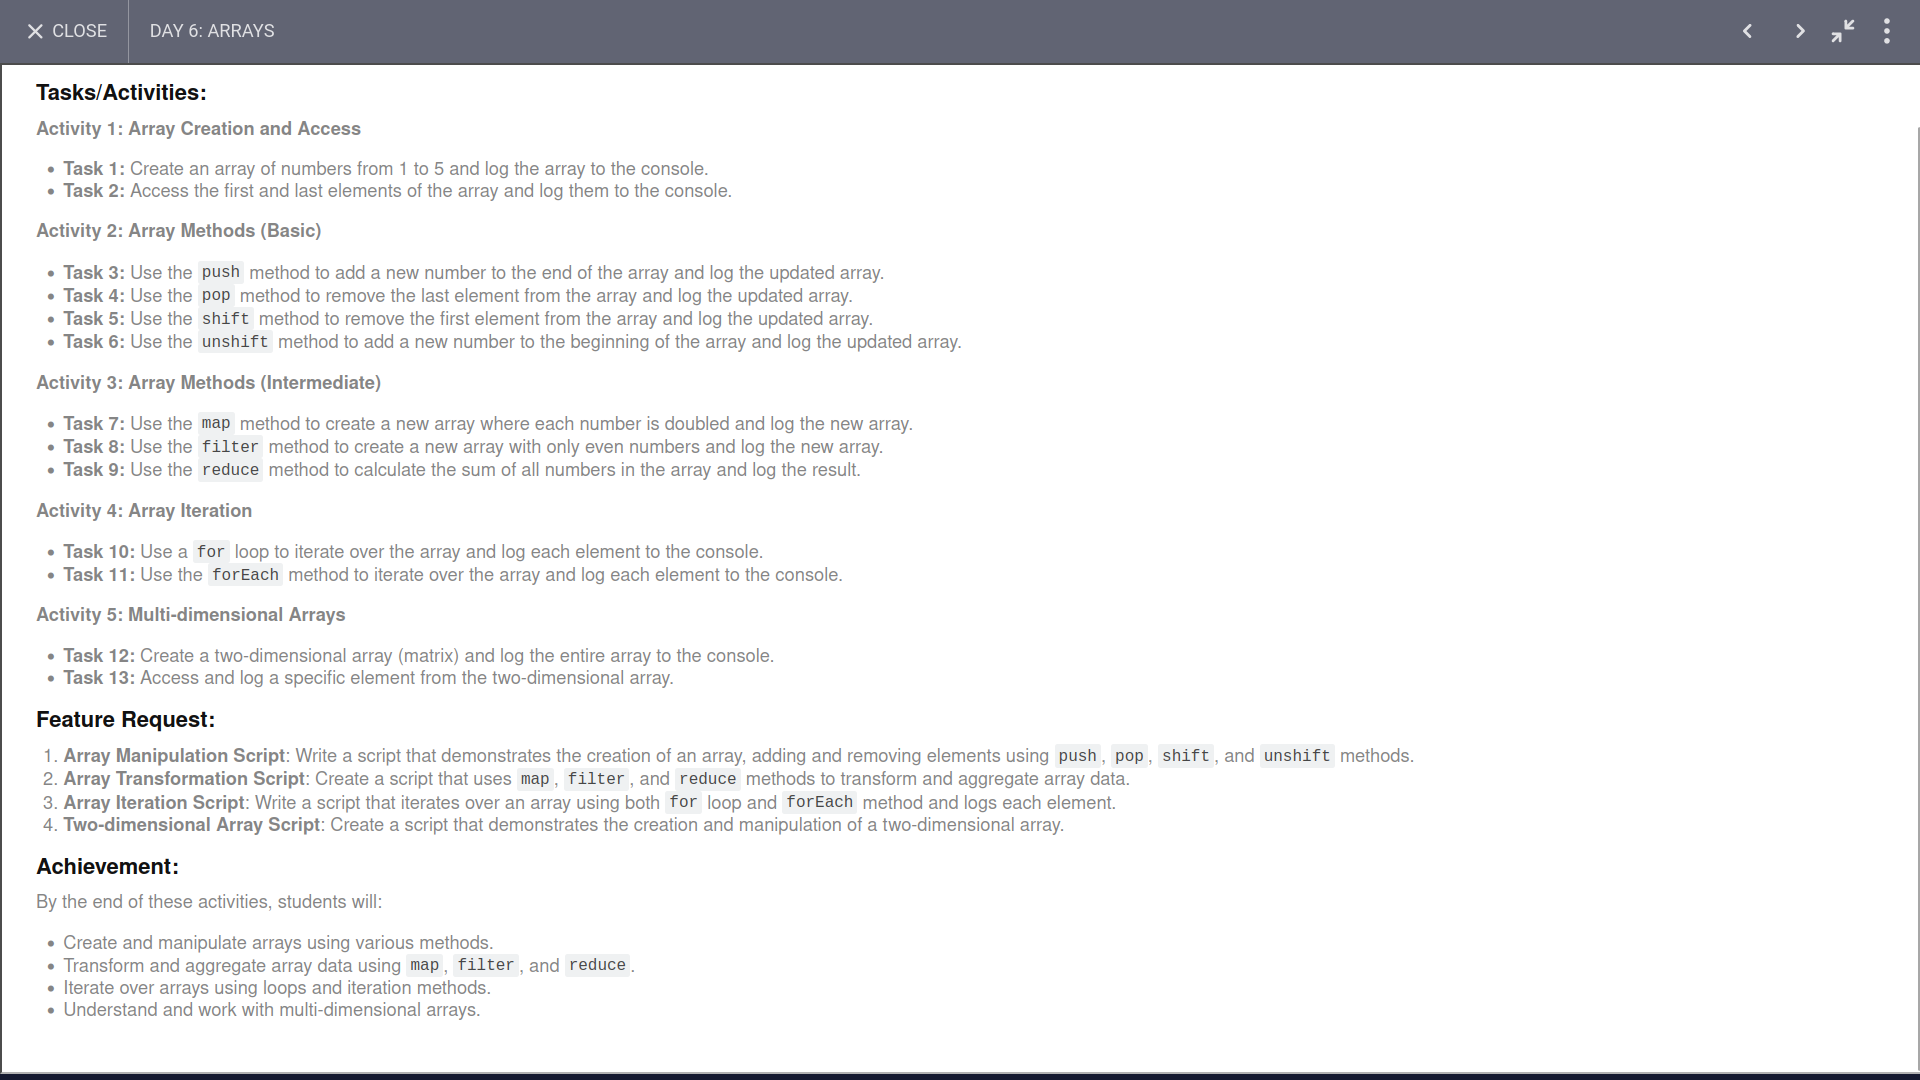 CLOSE DAY 6: ARRAYS
Tasks/Activities:
Activity 1: Array Creation and Access
• Task 1: Create an array of numbers from 1 to 5 and log the array to the console.
• Task 2: Access the first and last elements of the array and log them to the console.
Activity 2: Array Methods (Basic)
• Task 3: Use the push method to add a new number to the end of the array and log the updated array.
• Task 4: Use the pop method to remove the last element from the array and log the updated array.
• Task 5: Use the shift method to remove the first element from the array and log the updated array.
• Task 6: Use the unshift method to add a new number to the beginning of the array and log the updated array.
Activity 3: Array Methods (Intermediate)
• Task 7: Use the map method to create a new array where each number is doubled and log the new array.
• Task 8: Use the filter method to create a new array with only even numbers and log the new array.
• Task 9: Use the reduce method to calculate the sum of all numbers in the array and log the result.
Activity 4: Array Iteration
• Task 10: Use a for loop to iterate over the array and log each element to the console.
• Task 11: Use the forEach method to iterate over the array and log each element to the console.
Activity 5: Multi-dimensional Arrays
• Task 12: Create a two-dimensional array (matrix) and log the entire array to the console.
• Task 13: Access and log a specific element from the two-dimensional array.
Feature Request:
1. Array Manipulation Script: Write a script that demonstrates the creation of an array, adding and removing elements using push, pop, shift, and unshift methods.
2. Array Transformation Script: Create a script that uses map, filter, and reduce methods to transform and aggregate array data.
3. Array Iteration Script: Write a script that iterates over an array using both for loop and forEach method and logs each element.
4. Two-dimensional Array Script: Create a script that demonstrates the creation and manipulation of a two-dimensional array.
Achievement:
By the end of these activities, students will:
• Create and manipulate arrays using various methods.
• Transform and aggregate array data using map, filter, and reduce.
• Iterate over arrays using loops and iteration methods.
• Understand and work with multi-dimensional arrays.